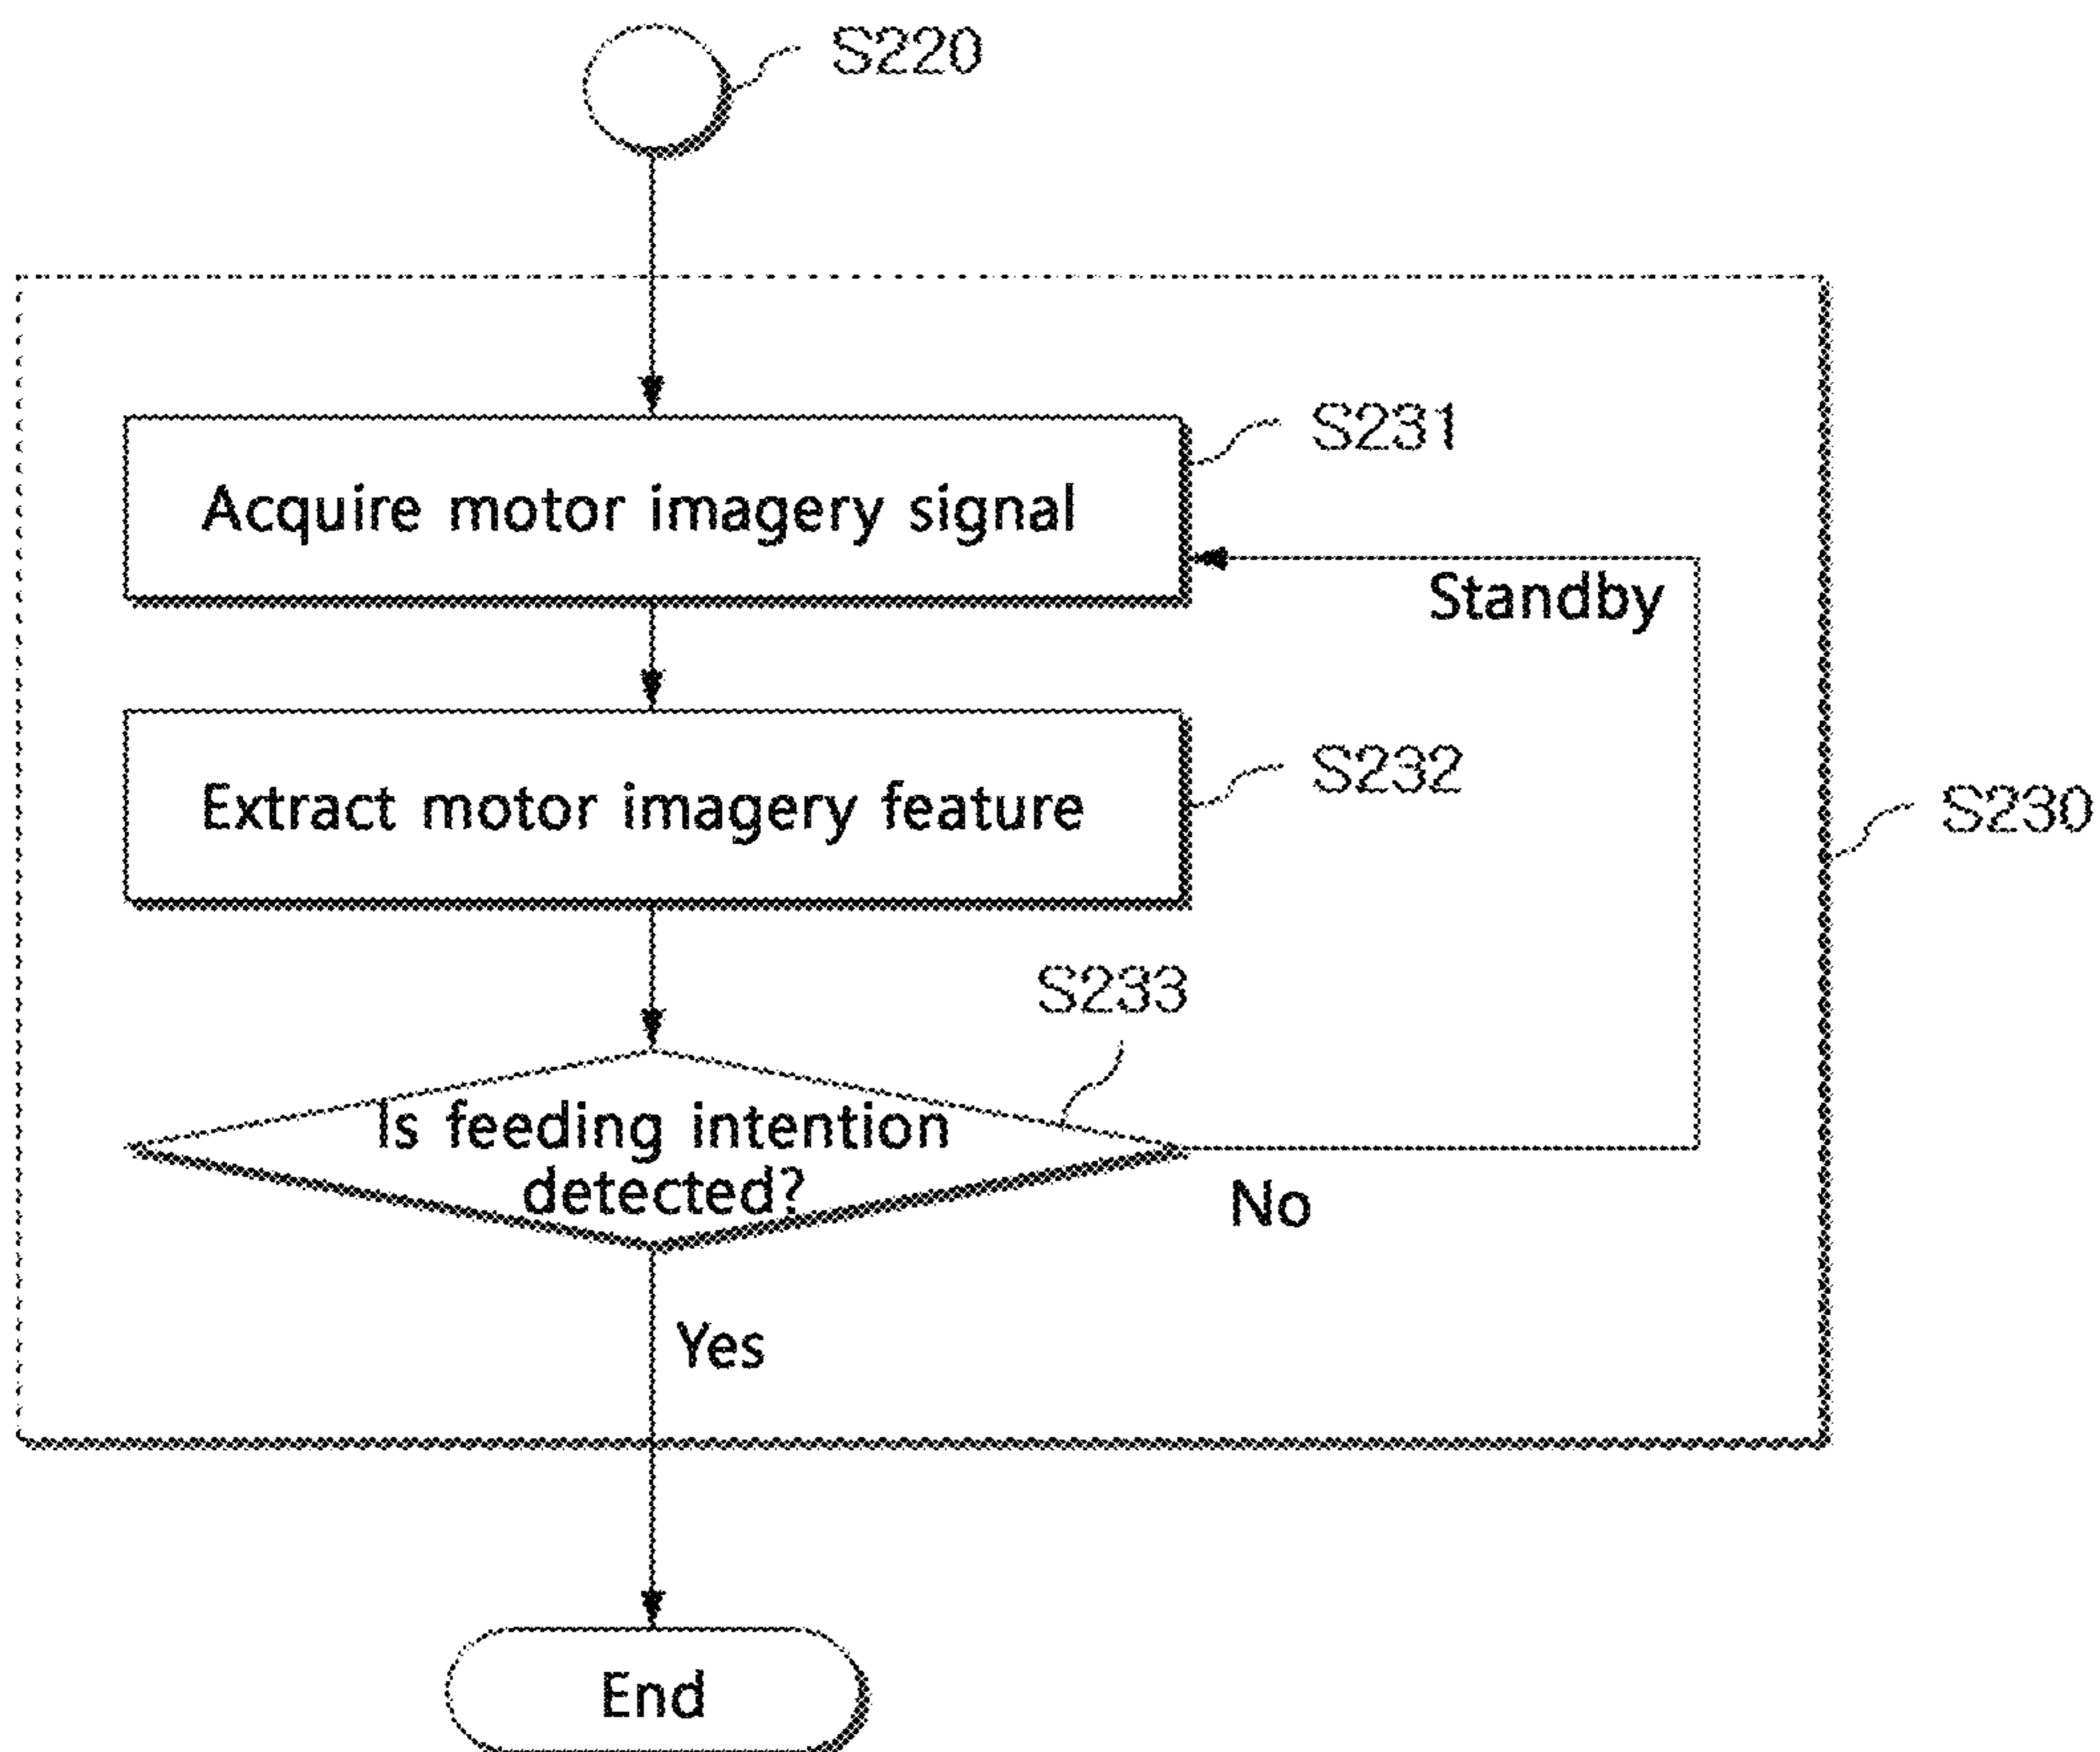 S220
S231
Acquire motor imagery signal
Standby
S232
Extract motor imagery feature
S230
S233
Is feeding intention
detected?
No
Yes
End